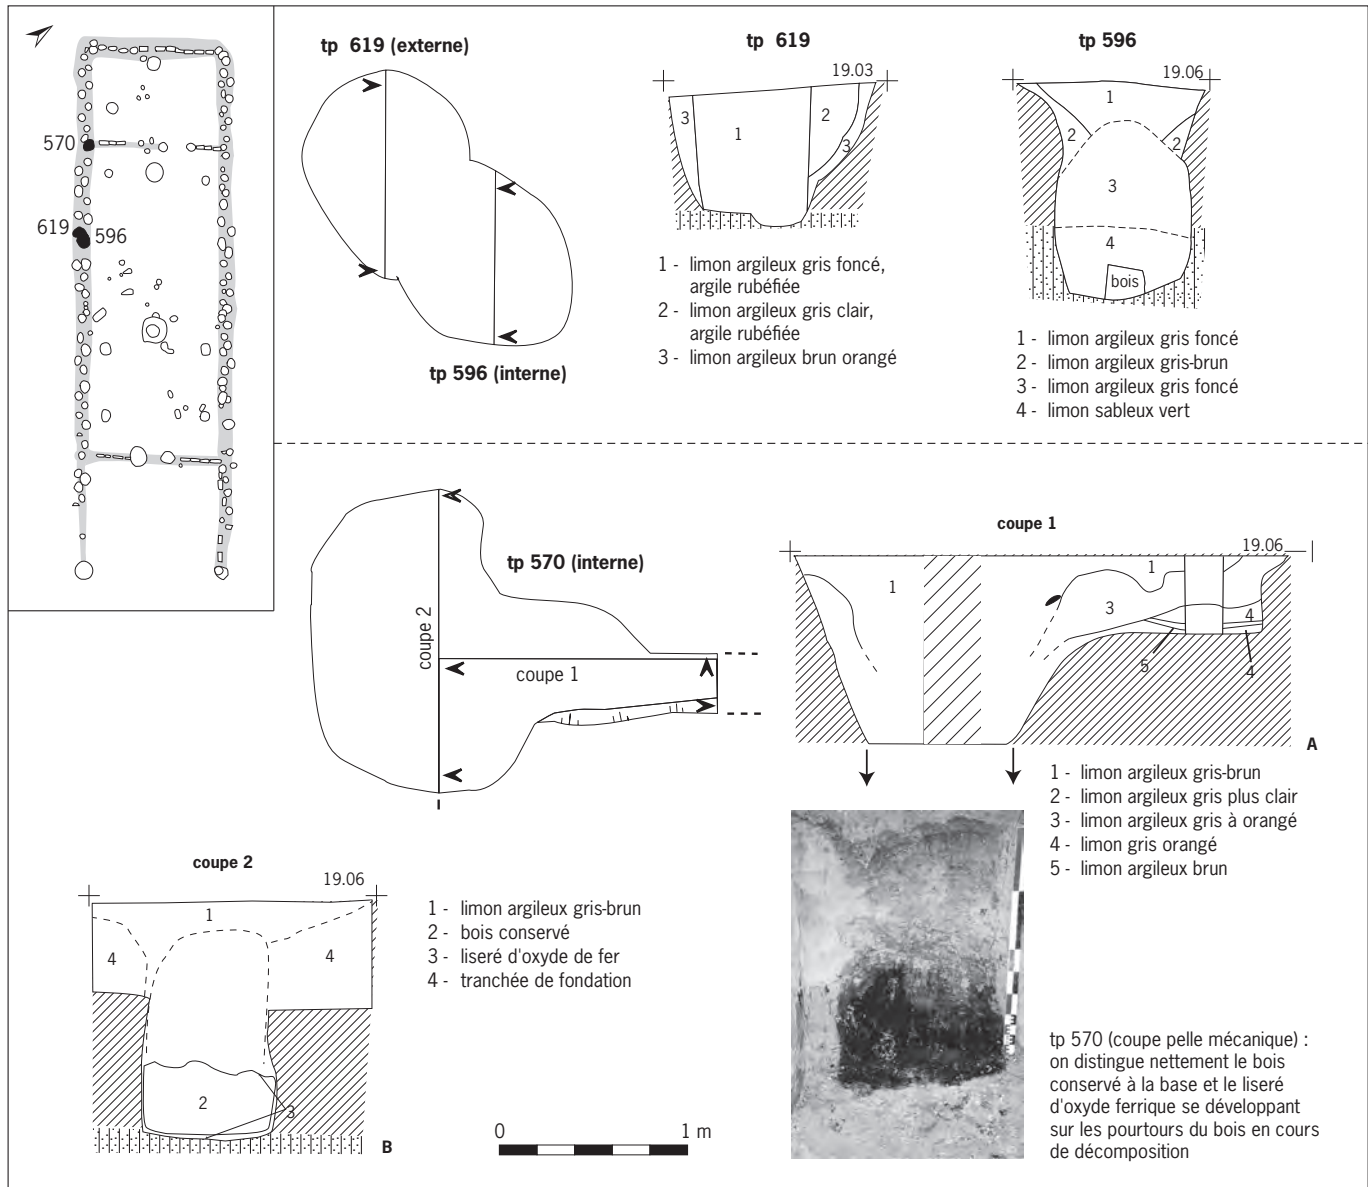 570
619
596
tp 619 (externe)
tp 596 (interne)
tp 619
19.03
3
1
2
3
1 - limon argileux gris foncé,
argile rubéfiée
2 - limon argileux gris clair,
argile rubéfiée
3 - limon argileux brun orangé
tp 596
19.06
1
2
2
3
4
bois
1 - limon argileux gris foncé
2 - limon argileux gris-brun
3 - limon argileux gris foncé
4 - limon sableux vert
tp 570 (interne)
coupe 2
coupe 1
coupe 1
19.06
1
1
3
4
5
4
A
1 - limon argileux gris-brun
2 - limon argileux gris plus clair
3 - limon argileux gris à orangé
4 - limon gris orangé
5 - limon argileux brun
coupe 2
19.06
1
4
4
2
3
B
1 - limon argileux gris-brun
2 - bois conservé
3 - liseré d'oxyde de fer
4 - tranchée de fondation
0 1 m
tp 570 (coupe pelle mécanique) :
on distingue nettement le bois
conservé à la base et le liseré
d'oxyde ferrique se développant
sur les pourtours du bois en cours
de décomposition